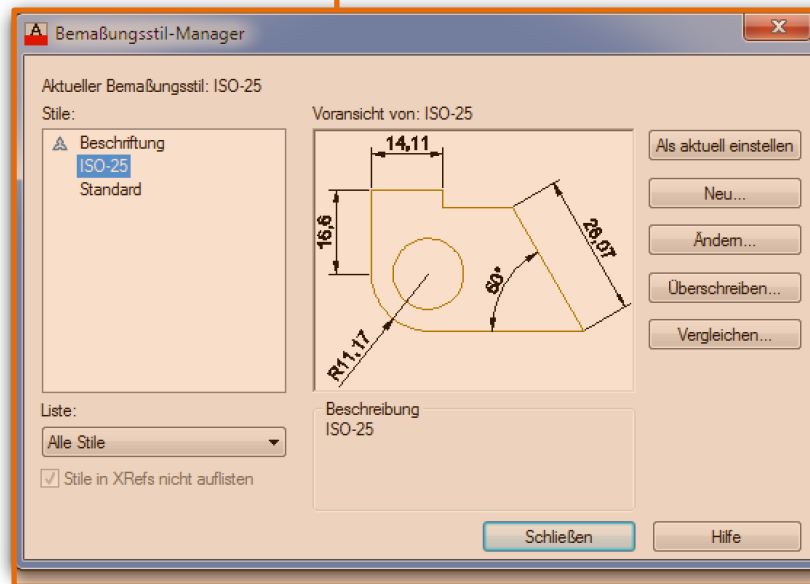 Bemaßungsstil-Manager
Aktueller Bemaßungsstil: ISO-25
Stile:
Beschriftung
ISO-25
Standard
Voransicht von: ISO-25
14,11
16,6
28,07
60°
R11,17
Als aktuell einstellen
Neu...
Ändern...
Überschreiben...
Vergleichen...
Liste:
Alle Stile
Stile in XRefs nicht auflisten
Beschreibung
ISO-25
Schließen
Hilfe